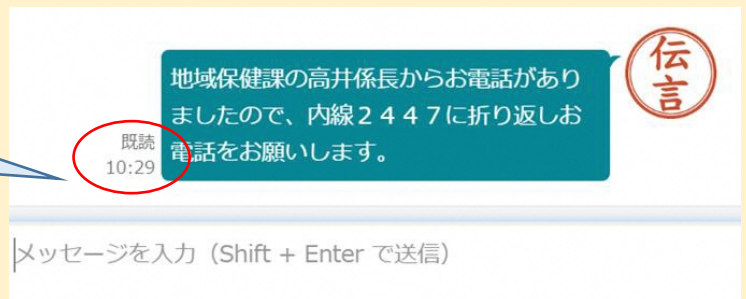 伝言
地域保健課の高井係長からお電話があり
ましたので、内線２４４７に折り返しお
電話をお願いします。
既読
10:29
メッセージを入力（Shift + Enter で送信）